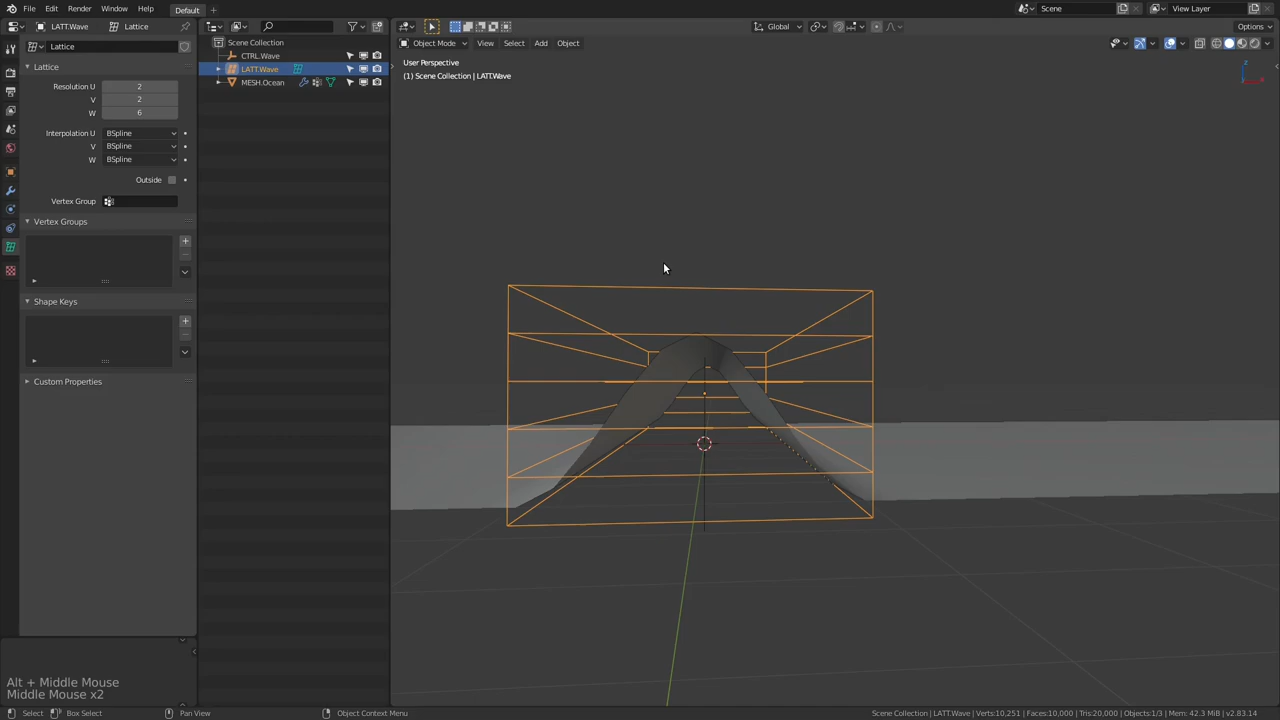 File Edit Render Window Help Default Scene View Layer
LATT.Wave Lattice
Lattice
Lattice
Resolution U 2
V 2
W 6
Interpolation U BSpline
V BSpline
W BSpline
Outside
Vertex Group
Vertex Groups
Shape Keys
Custom Properties
Scene Collection
CTRL.Wave
LATT.Wave
MESH.Ocean
Global Options
Object Mode View Select Add Object
User Perspective
(1) Scene Collection | LATT.Wave
Z
X
Alt + Middle Mouse
Middle Mouse x2
Select Box Select Pan View Object Context Menu Scene Collection | LATT.Wave | Verts:10,251 | Faces:10,000 | Tris:20,000 | Objects:1/3 | Mem: 42.3 MiB | v2.83.14